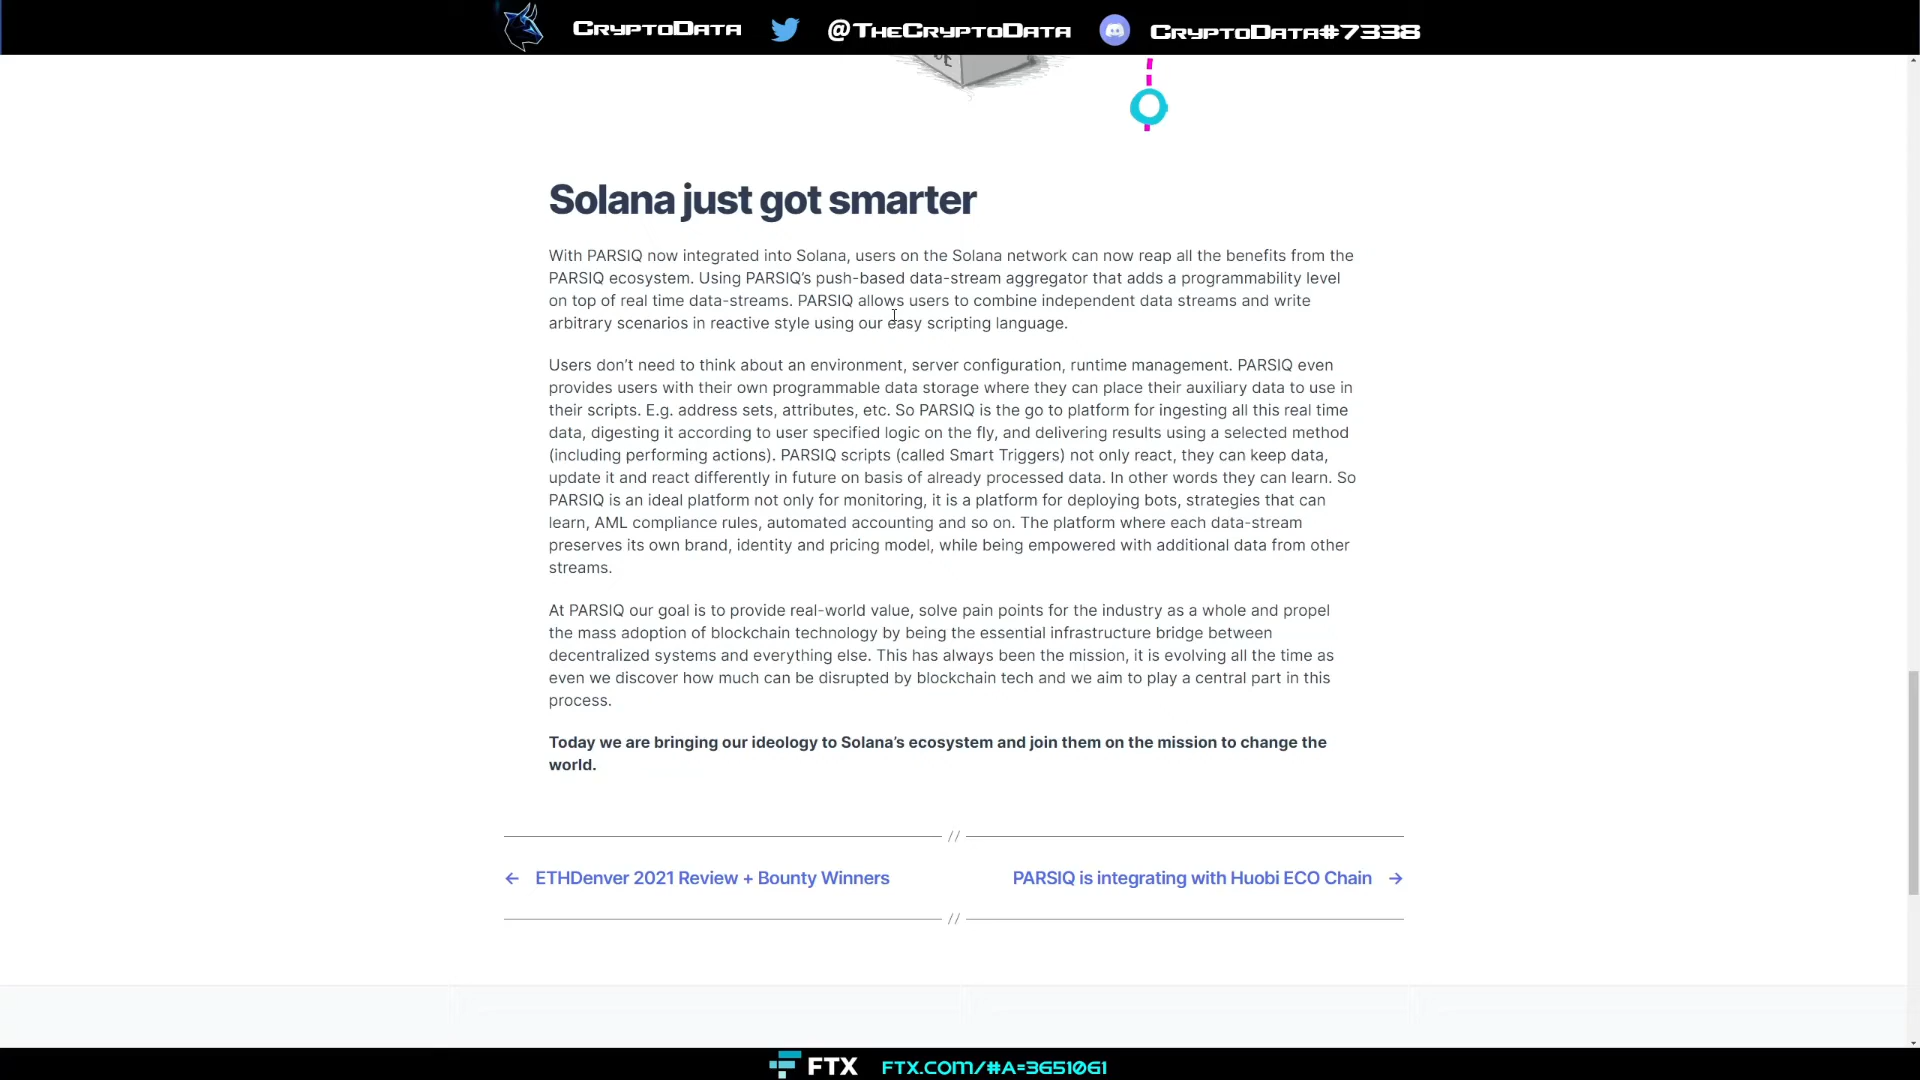 CryptoData @TheCryptoData CryptoData#7338
Solana just got smarter
With PARSIQ now integrated into Solana, users on the Solana network can now reap all the benefits from the
PARSIQ ecosystem. Using PARSIQ’s push-based data-stream aggregator that adds a programmability level
on top of real time data-streams. PARSIQ allows users to combine independent data streams and write
arbitrary scenarios in reactive style using our easy scripting language.
Users don’t need to think about an environment, server configuration, runtime management. PARSIQ even
provides users with their own programmable data storage where they can place their auxiliary data to use in
their scripts. E.g. address sets, attributes, etc. So PARSIQ is the go to platform for ingesting all this real time
data, digesting it according to user specified logic on the fly, and delivering results using a selected method
(including performing actions). PARSIQ scripts (called Smart Triggers) not only react, they can keep data,
update it and react differently in future on basis of already processed data. In other words they can learn. So
PARSIQ is an ideal platform not only for monitoring, it is a platform for deploying bots, strategies that can
learn, AML compliance rules, automated accounting and so on. The platform where each data-stream
preserves its own brand, identity and pricing model, while being empowered with additional data from other
streams.
At PARSIQ our goal is to provide real-world value, solve pain points for the industry as a whole and propel
the mass adoption of blockchain technology by being the essential infrastructure bridge between
decentralized systems and everything else. This has always been the mission, it is evolving all the time as
even we discover how much can be disrupted by blockchain tech and we aim to play a central part in this
process.
Today we are bringing our ideology to Solana’s ecosystem and join them on the mission to change the
world.
//
← ETHDenver 2021 Review + Bounty Winners PARSIQ is integrating with Huobi ECO Chain →
//
FTX FTX.com/#a=3651061